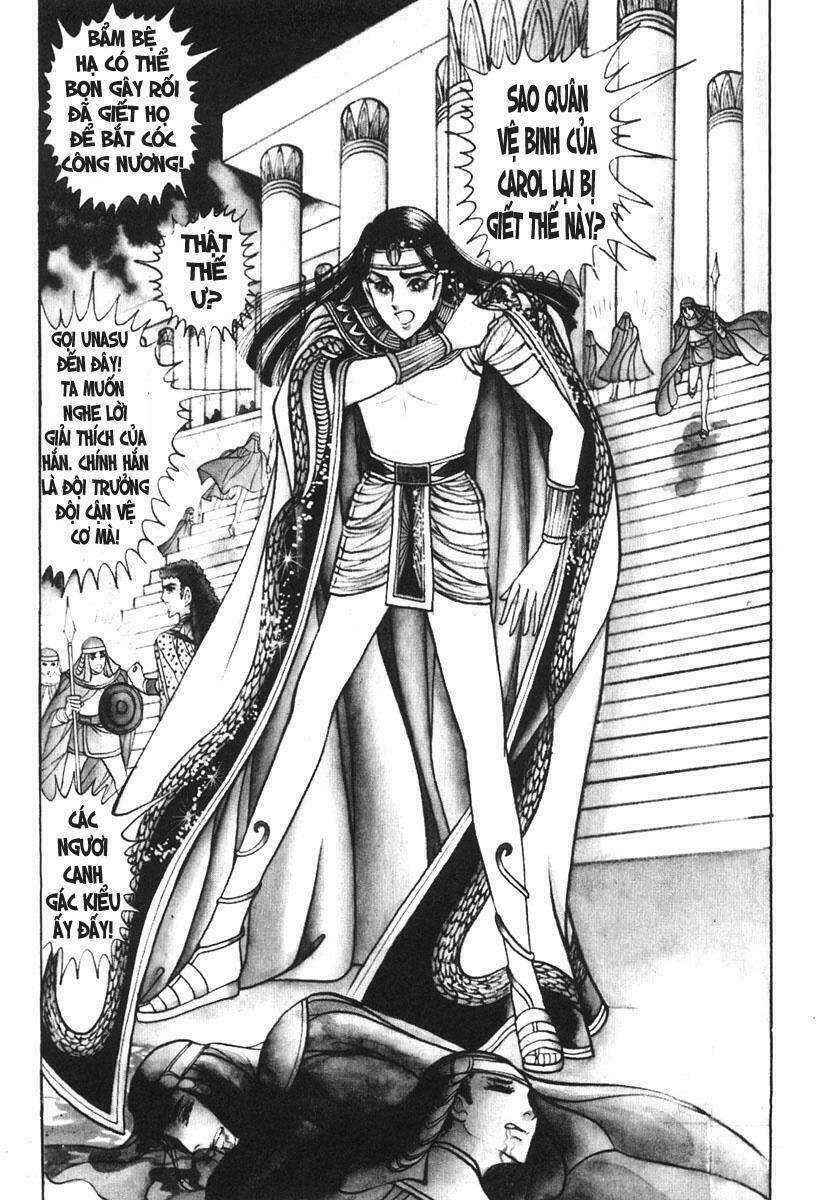 SAO QUÂN
VỆ BINH CỦA
CAROL LẠI BỊ
GIẾT THẾ NÀY?
BẨM BỆ
HẠ CÓ THỂ
BỌN GÂY RỐI
ĐÃ GIẾT HỌ
ĐỂ BẮT CÓC
CÔNG NƯƠNG!
THẬT
THẾ
Ư?
GỌI UNASU
ĐẾN ĐÂY!
TA MUỐN
NGHE LỜI
GIẢI THÍCH CỦA
HẮN. CHÍNH HẮN
LÀ ĐỘI TRƯỞNG
ĐỘI CẬN VỆ
CƠ MÀ!
CÁC
NGƯƠI
CANH
GÁC KIỂU
ẤY ĐẤY!